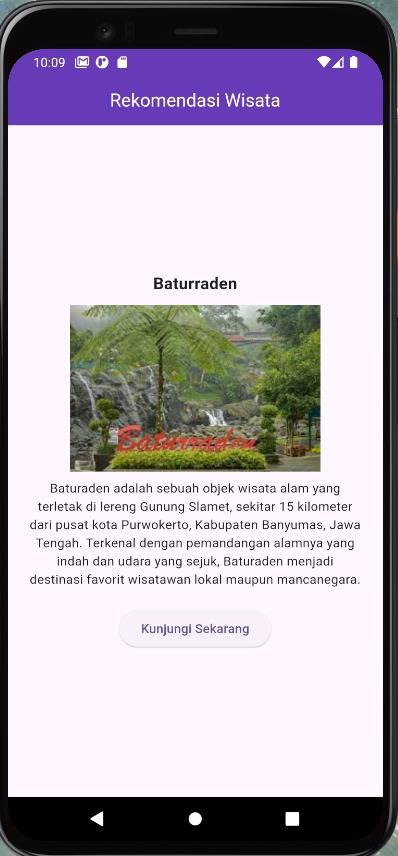 10:09
Rekomendasi Wisata
Baturraden
Baturraden
Baturaden adalah sebuah objek wisata alam yang
terletak di lereng Gunung Slamet, sekitar 15 kilometer
dari pusat kota Purwokerto, Kabupaten Banyumas, Jawa
Tengah. Terkenal dengan pemandangan alamnya yang
indah dan udara yang sejuk, Baturaden menjadi
destinasi favorit wisatawan lokal maupun mancanegara.
Kunjungi Sekarang